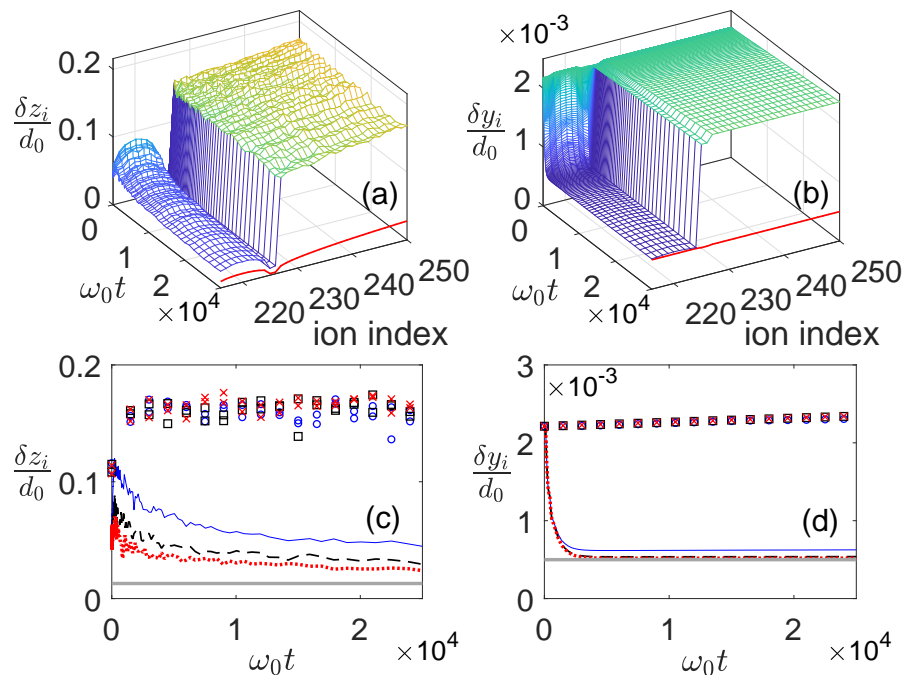 0.2
0.1
0
δz_i/d_0
0
1
2
ω_0t
× 10^4
220
230
240
250
ion index
(a)
× 10^-3
2
1
0
δy_i/d_0
0
1
2
ω_0t
× 10^4
220
230
240
250
ion index
(b)
0.2
0.1
0
δz_i/d_0
(c)
0
1
2
ω_0t
× 10^4
× 10^-3
3
2
1
0
δy_i/d_0
(d)
0
1
2
ω_0t
× 10^4